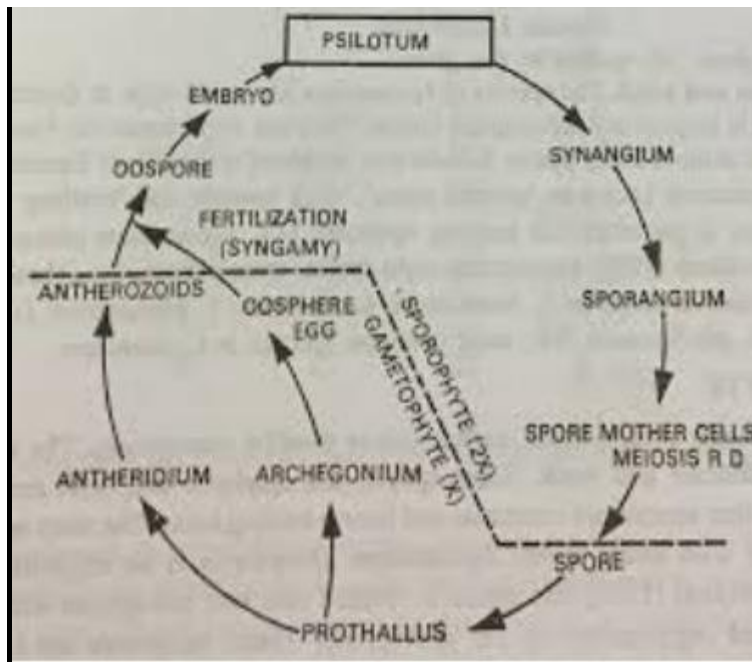 PSILOTUM
EMBRYO
SYNANGIUM
OOSPORE
FERTILIZATION
(SYNGAMY)
ANTHEROZOIDS
OOSPHERE
EGG
SPORANGIUM
SPOROPHYTE (2X)
GAMETOPHYTE (X)
SPORE MOTHER CELLS
MEIOSIS R D
ANTHERIDIUM
ARCHEGONIUM
SPORE
PROTHALLUS